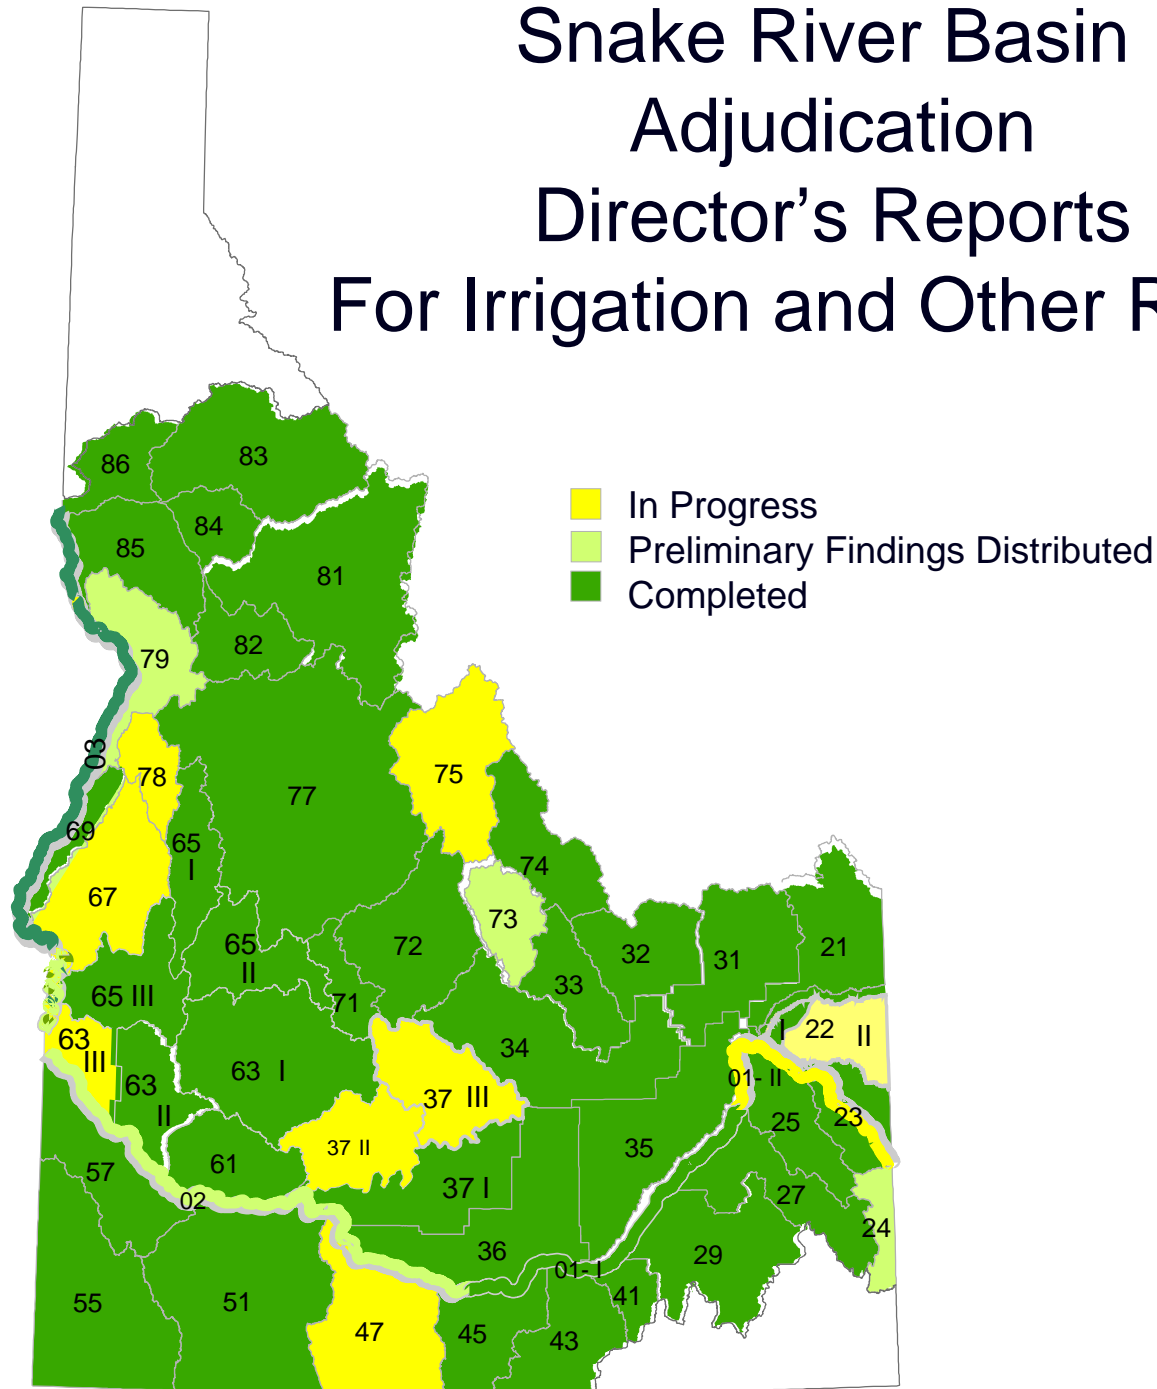 Snake River Basin
Adjudication
Director’s Reports
For Irrigation and Other R
In Progress
Preliminary Findings Distributed
Completed
86
83
84
85
81
82
79
03
78
75
77
69
65
I
74
67
73
65
II
72
32
31
21
33
65 III
71
22
II
I
63
III
34
63 I
01- II
63
II
37 III
25
23
37 II
35
61
57
37 I
27
02
24
36
29
01- I
55
51
41
47
45
43